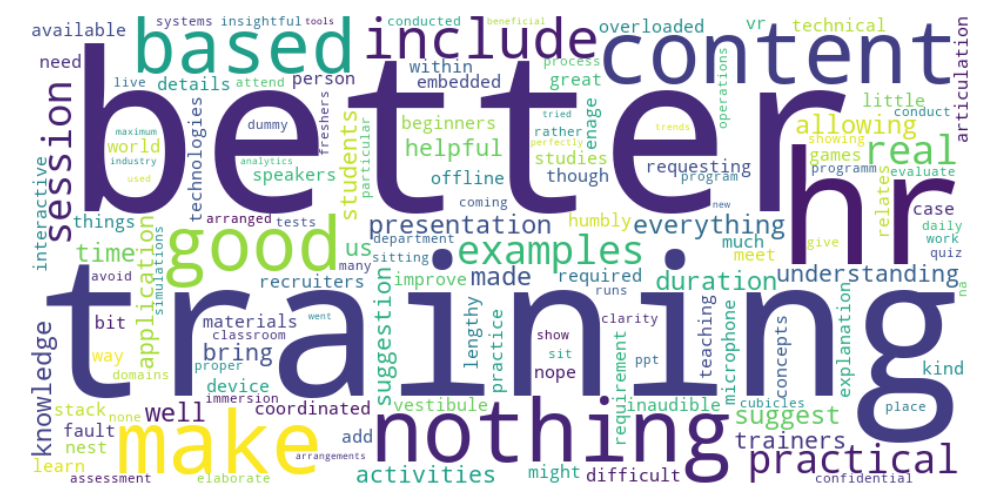 available
systems
insightful
tools
conducted
beneficial
overloaded
vr
technical
based
include
content
need
live
details
attend
person
within
embedded
process
great
better
session
maximum
world
industry
used
technologies
dummy
analytics
speakers
freshers
students
particular
beginners
helpful
offline
tried
rather
perfectly
studies
though
enage
trends
requesting
program
operations
little
conduct
allowing
showing
games
real
programm
evaluate
articulation
interactive
things
arranged
tests
coming
new
hr
relates
case
daily
work
give
quiz
time
good
us
presentation
department
humbly
everything
much
meet
sitting
many
examples
application
simulations
avoid
recruiters
improve
made
required
runs
duration
understanding
na
training
knowledge
bit
way
domains
materials
classroom
went
proper
bring
device
immersion
suggestion
lengthy
practice
show
nope
sit
clarity
ppt
requirement
teaching
microphone
concepts
explanation
kind
stack
none
well
coordinated
vestibule
inaudible
cubicles
suggest
place
fault
nest
make
add
nothing
trainers
learn
assessment
elaborate
arrangements
activities
might
difficult
practical
confidential